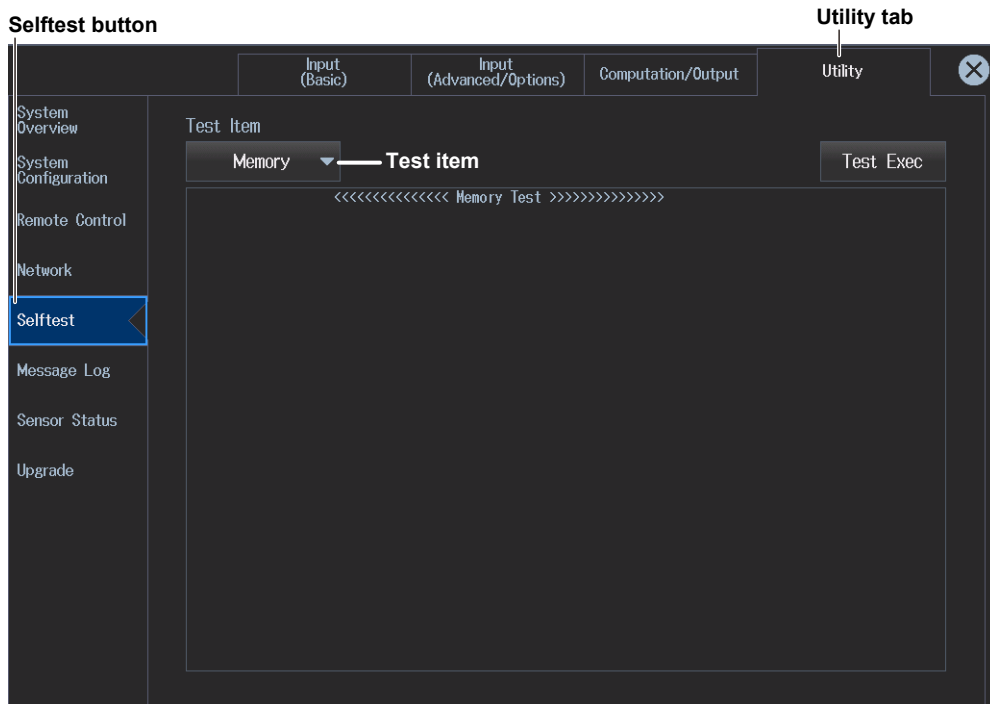 Selftest button
Utility tab
Input
(Basic)
Input
(Advanced/Options)
Computation/Output
Utility
System
Overview
System
Configuration
Remote Control
Network
Selftest
Message Log
Sensor Status
Upgrade
Test Item
Memory
Test item
Test Exec
<<<<<<<<<<<<<<< Memory Test >>>>>>>>>>>>>>>